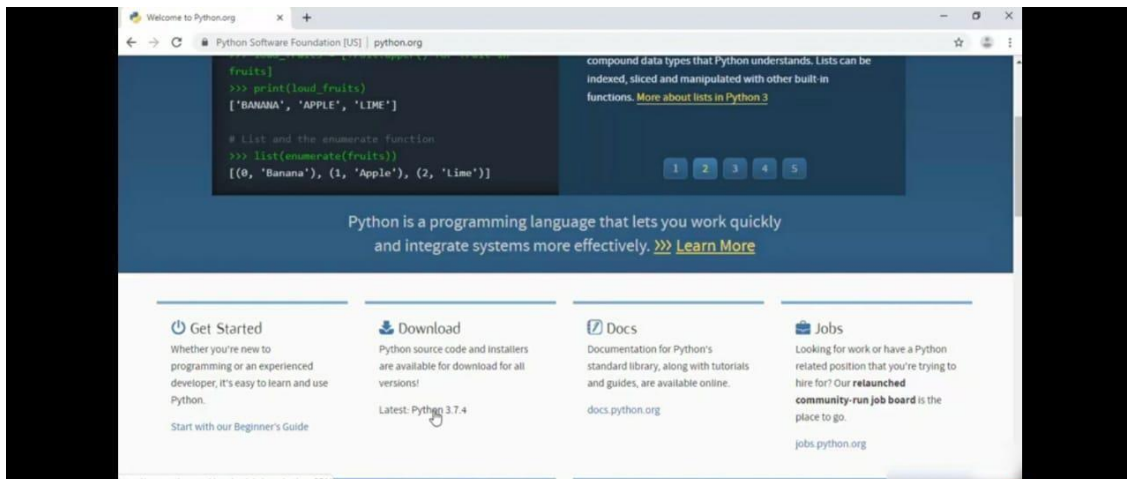 Welcome to Python.org
Python Software Foundation [US] | python.org
fruits]
>>> print(loud_fruits)
['BANANA', 'APPLE', 'LIME']
# List and the enumerate function
>>> list(enumerate(fruits))
[(0, 'Banana'), (1, 'Apple'), (2, 'Lime')]
compound data types that Python understands. Lists can be
indexed, sliced and manipulated with other built-in
functions. More about lists in Python 3
1 2 3 4 5
Python is a programming language that lets you work quickly
and integrate systems more effectively. >>> Learn More
Get Started
Whether you're new to
programming or an experienced
developer, it's easy to learn and use
Python.
Start with our Beginner's Guide
Download
Python source code and installers
are available for download for all
versions!
Latest: Python 3.7.4
Docs
Documentation for Python's
standard library, along with tutorials
and guides, are available online.
docs.python.org
Jobs
Looking for work or have a Python
related position that you're trying to
hire for? Our relaunched
community-run job board is the
place to go.
jobs.python.org